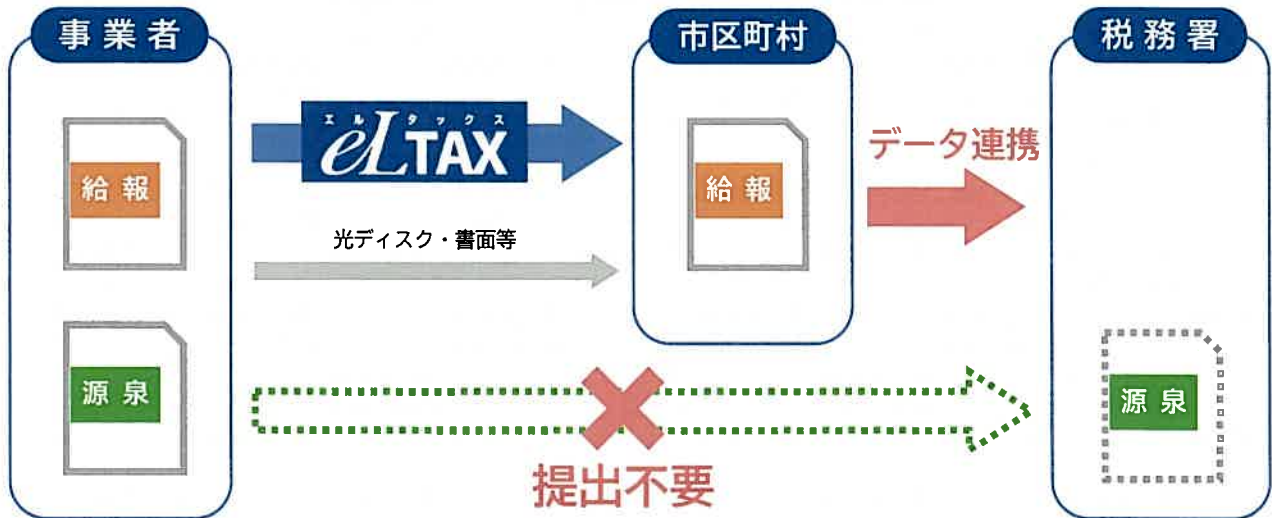 事業者
市区町村
税務署
エルタックス
eLTAX
データ連携
給報
給報
光ディスク・書面等
源泉
源泉
提出不要